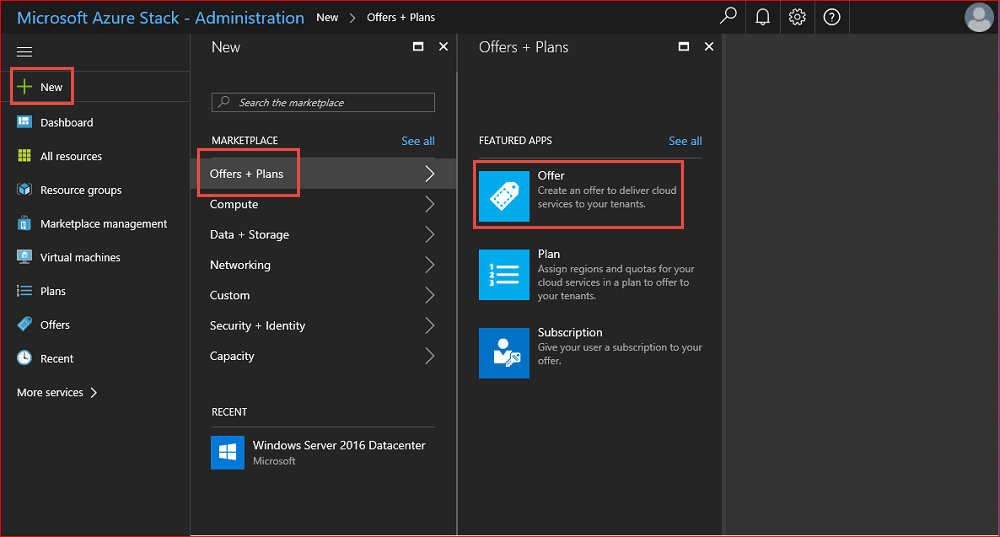 Microsoft Azure Stack - Administration New > Offers + Plans
New
Dashboard
All resources
Resource groups
Marketplace management
Virtual machines
Plans
Offers
Recent
More services >
New
Search the marketplace
MARKETPLACE See all
Offers + Plans
Compute
Data + Storage
Networking
Custom
Security + Identity
Capacity
RECENT
Windows Server 2016 Datacenter
Microsoft
Offers + Plans
FEATURED APPS See all
Offer
Create an offer to deliver cloud
services to your tenants.
1
2
3
Plan
Assign regions and quotas for your
cloud services in a plan to offer to
your tenants.
Subscription
Give your user a subscription to your
offer.